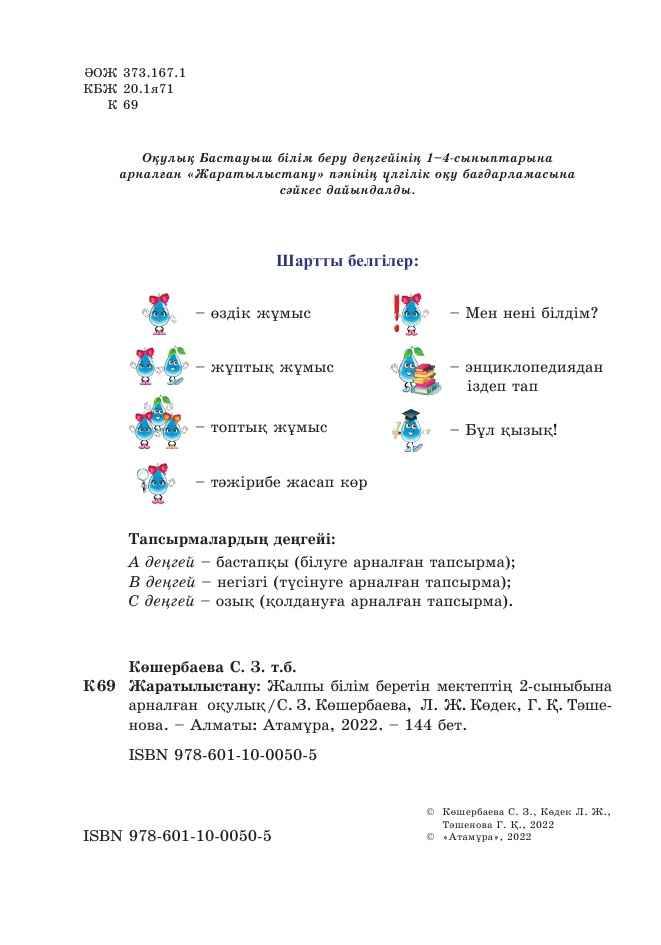 ӘОЖ 373.167.1
КБЖ 20.1я71
К 69
Оқулық Бастауыш білім беру деңгейінің 1–4-сыныптарына
арналған «Жаратылыстану» пәнінің үлгілік оқу бағдарламасына
сәйкес дайындалды.
Шартты белгілер:
– өздік жұмыс
– жұптық жұмыс
– топтық жұмыс
– тәжірибе жасап көр
– Мен нені білдім?
– энциклопедиядан
іздеп тап
– Бұл қызық!
Тапсырмалардың деңгейі:
А деңгей – бастапқы (білуге арналған тапсырма);
В деңгей – негізгі (түсінуге арналған тапсырма);
С деңгей – озық (қолдануға арналған тапсырма).
Көшербаева С. З. т.б.
К 69 Жаратылыстану: Жалпы білім беретін мектептің 2-сыныбына
арналған оқулық/С. З. Көшербаева, Л. Ж. Көдек, Г. Қ. Тәше-
нова. – Алматы: Атамұра, 2022. – 144 бет.
ISBN 978-601-10-0050-5
ISBN 978-601-10-0050-5
© Көшербаева С. З., Көдек Л. Ж.,
Тәшенова Г. Қ., 2022
© «Атамұра», 2022